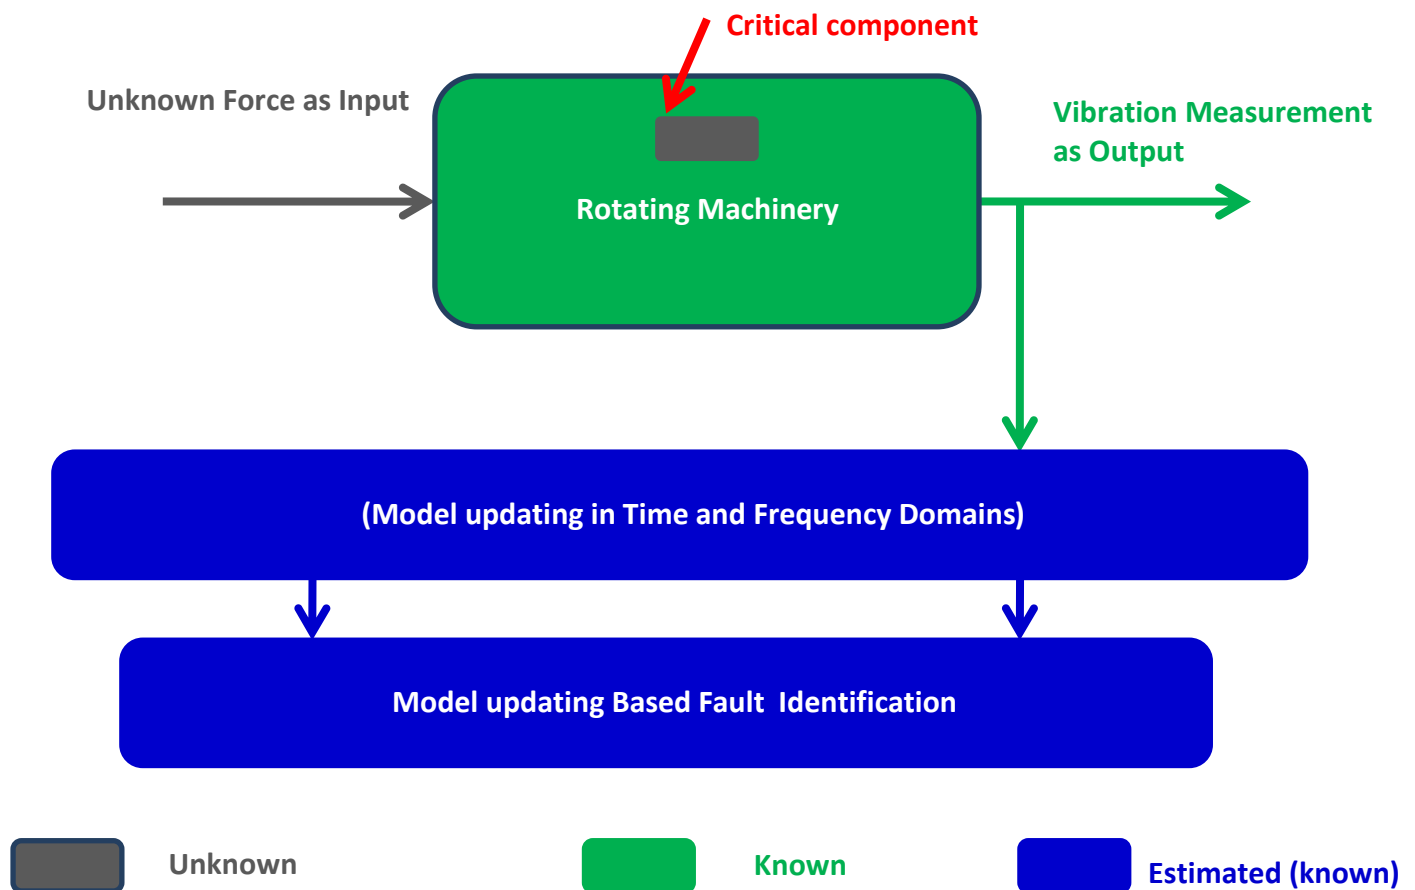 Critical component
Unknown Force as Input
Vibration Measurement
as Output
Rotating Machinery
(Model updating in Time and Frequency Domains)
Model updating Based Fault  Identification
Unknown
Known
Estimated (known)